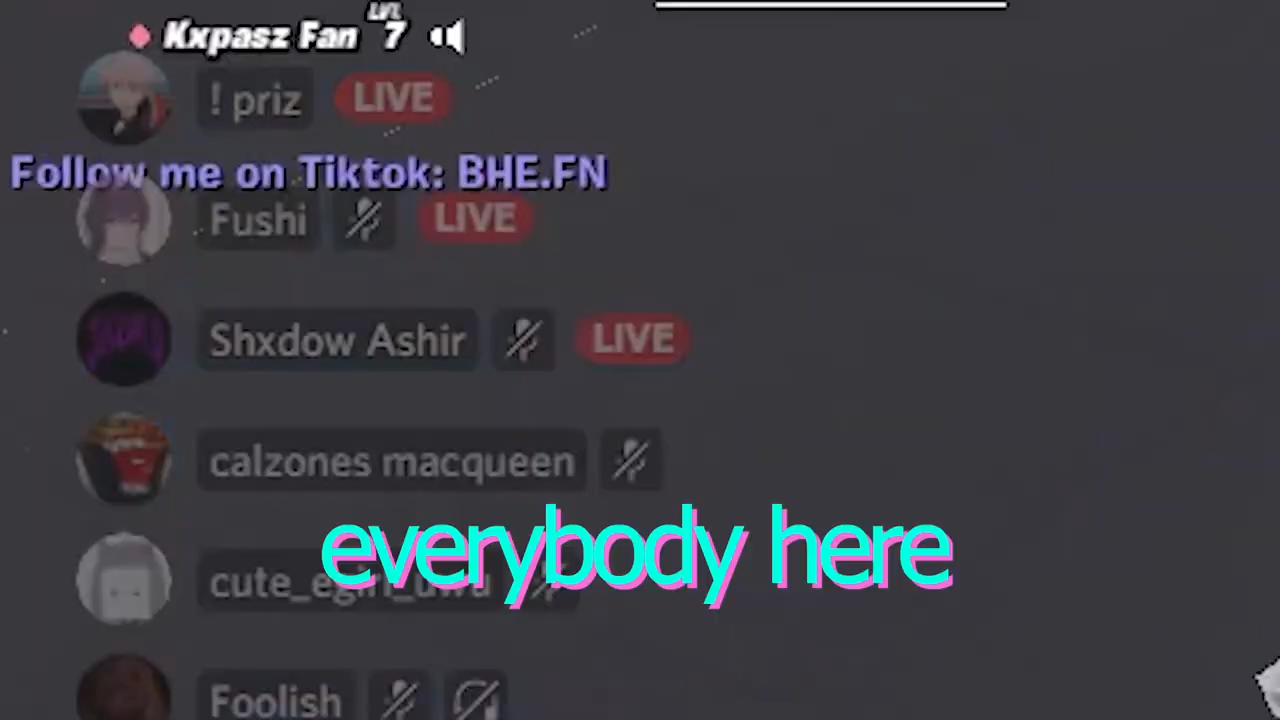 LVL
Kxpasz Fan 7
! priz LIVE
Follow me on Tiktok: BHE.FN
Fushi LIVE
Shxdow Ashir LIVE
calzones macqueen
everybody here
cute_egirl_uwu
Foolish